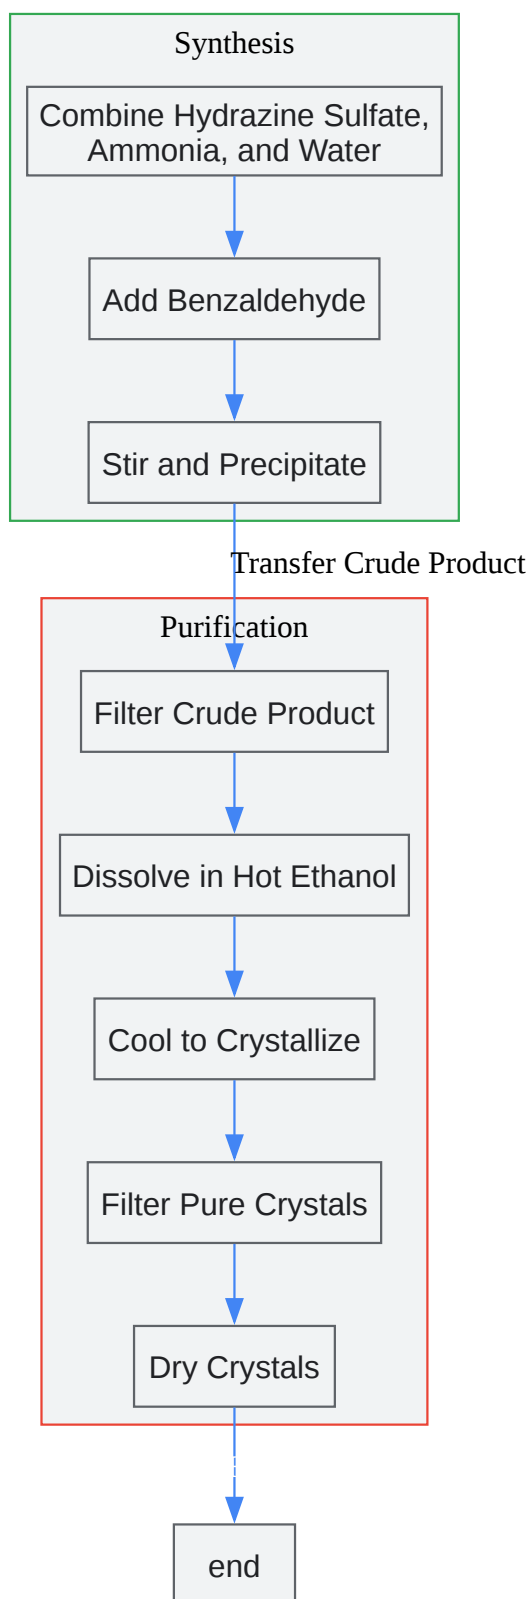 Synthesis
Combine Hydrazine Sulfate,
Ammonia, and Water
Add Benzaldehyde
Stir and Precipitate
Transfer Crude Product
Purification
Filter Crude Product
Dissolve in Hot Ethanol
Cool to Crystallize
Filter Pure Crystals
Dry Crystals
end